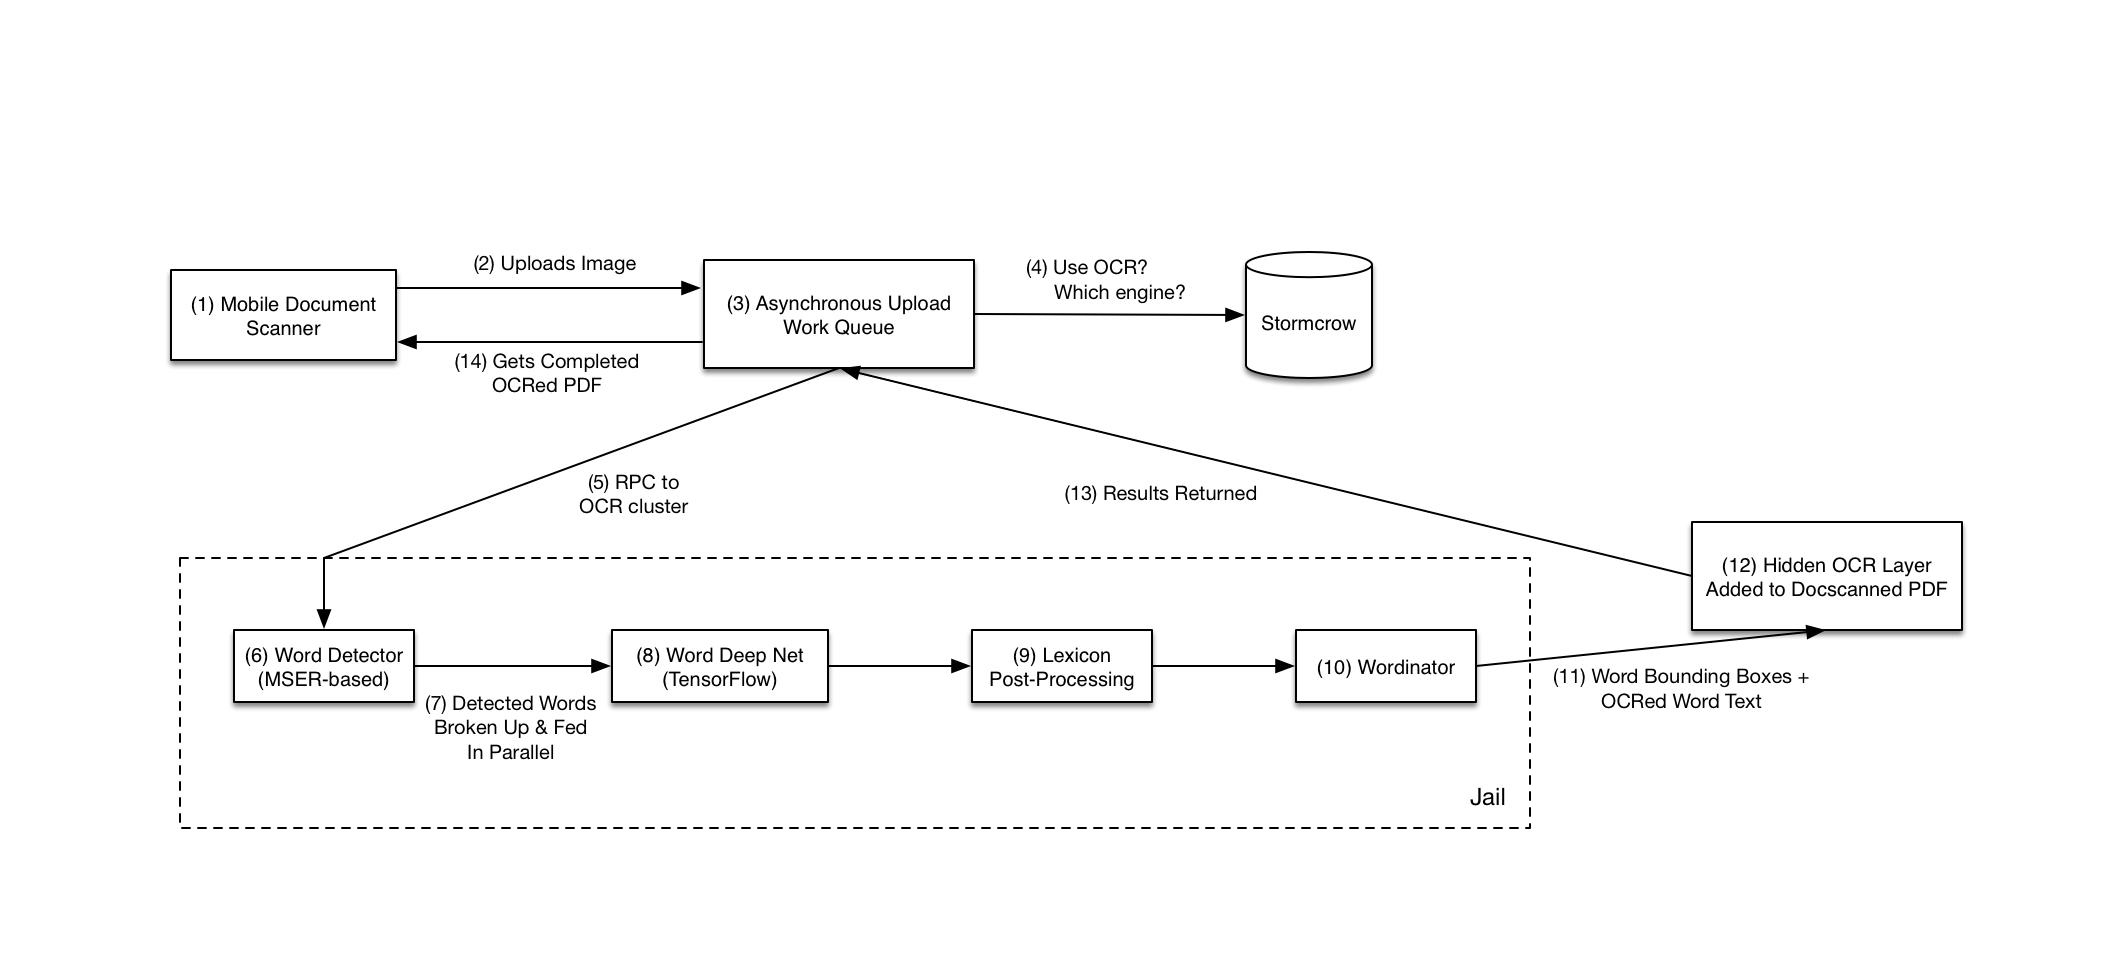 (1) Mobile Document
Scanner
(2) Uploads Image
(3) Asynchronous Upload
Work Queue
(4) Use OCR?
Which engine?
Stormcrow
(14) Gets Completed
OCRed PDF
(5) RPC to
OCR cluster
(13) Results Returned
(12) Hidden OCR Layer
Added to Docscanned PDF
(6) Word Detector
(MSER-based)
(7) Detected Words
Broken Up & Fed
In Parallel
(8) Word Deep Net
(TensorFlow)
(9) Lexicon
Post-Processing
(10) Wordinator
(11) Word Bounding Boxes +
OCRed Word Text
Jail